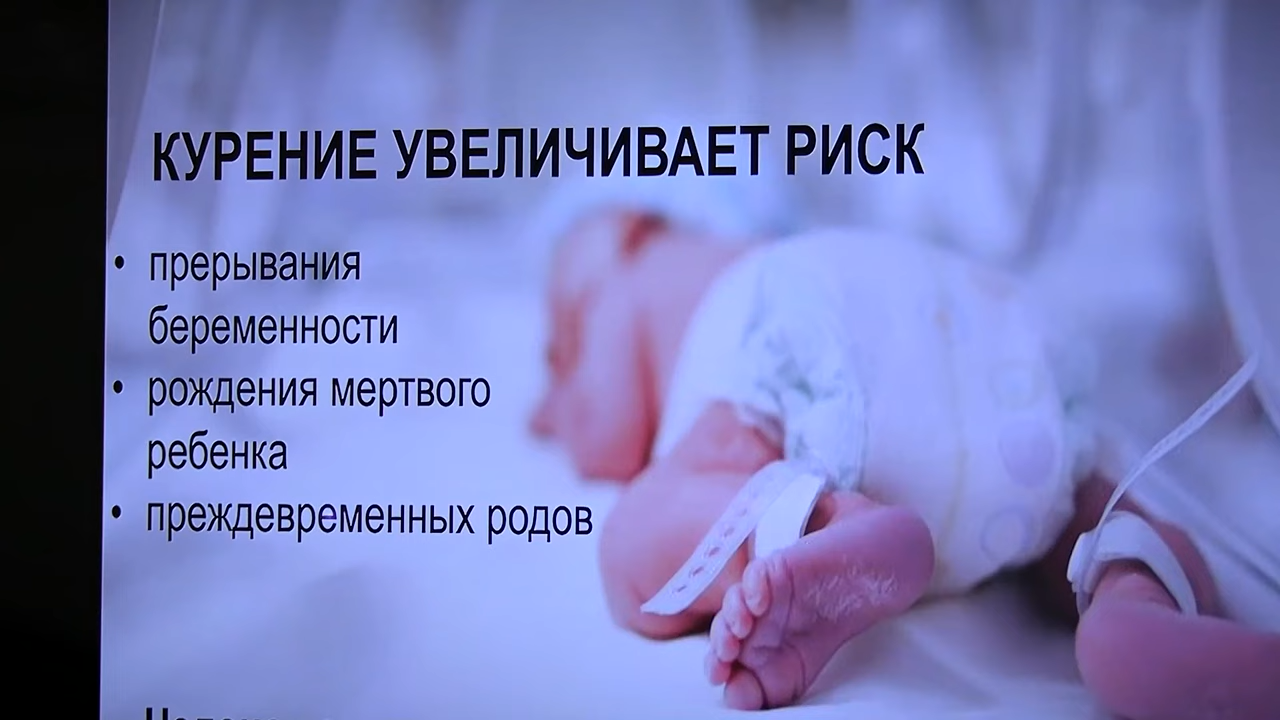 КУРЕНИЕ УВЕЛИЧИВАЕТ РИСК
• прерывания
беременности
• рождения мертвого
ребенка
• преждевременных родов